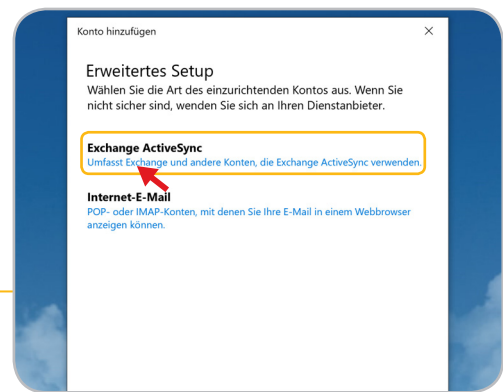 Konto hinzufügen
Erweitertes Setup
Wählen Sie die Art des einzurichtenden Kontos aus. Wenn Sie
nicht sicher sind, wenden Sie sich an Ihren Dienstanbieter.
Exchange ActiveSync
Umfasst Exchange und andere Konten, die Exchange ActiveSync verwenden.
Internet-E-Mail
POP- oder IMAP-Konten, mit denen Sie Ihre E-Mail in einem Webbrowser
anzeigen können.